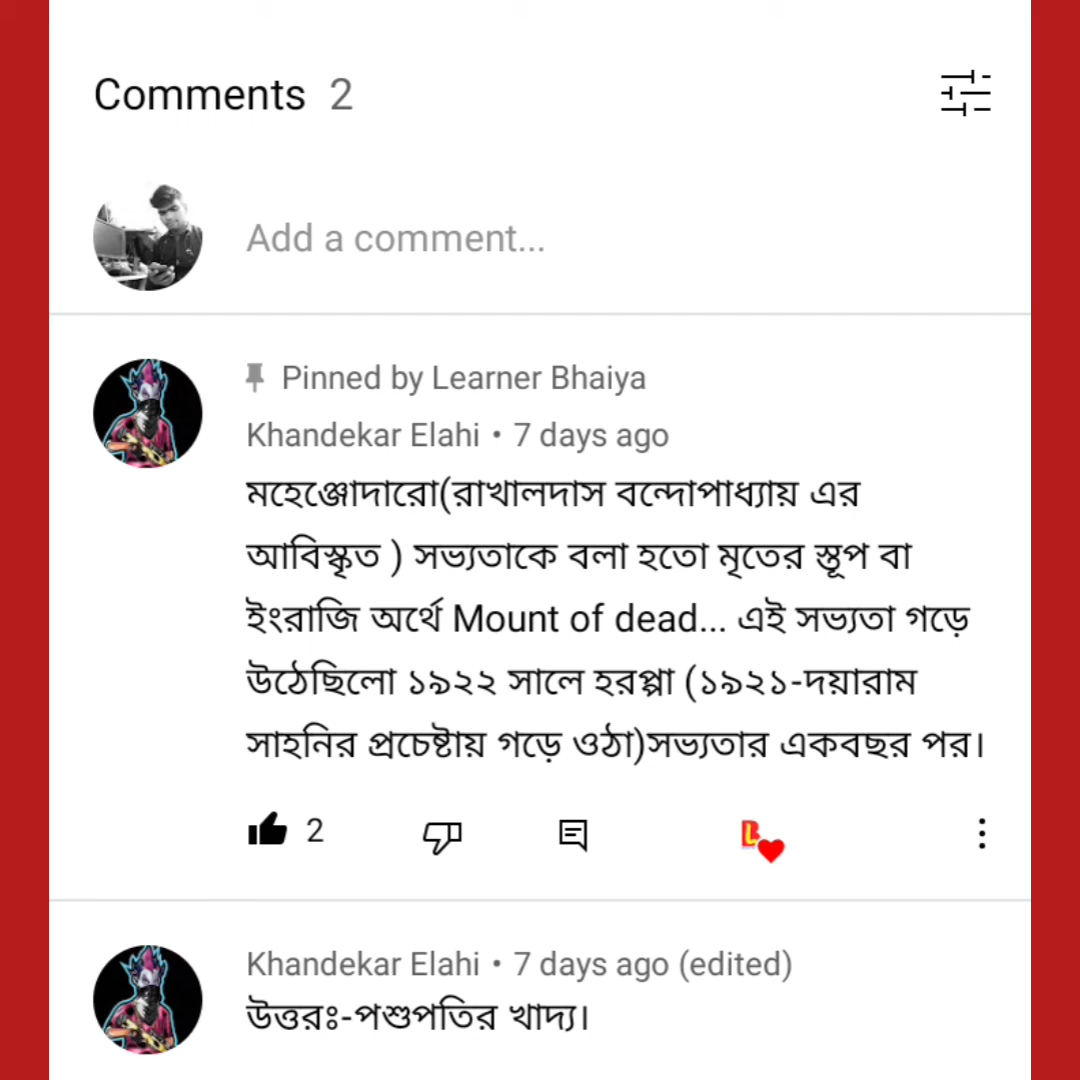 Comments 2
Add a comment...
Pinned by Learner Bhaiya
Khandekar Elahi • 7 days ago
মহেঞ্জোদারো(রাখালদাস বন্দোপাধ্যায় এর
আবিস্কৃত ) সভ্যতাকে বলা হতো মৃতের স্তূপ বা
ইংরাজি অর্থে Mount of dead... এই সভ্যতা গড়ে
উঠেছিলো ১৯২২ সালে হরপ্পা (১৯২১-দয়ারাম
সাহনির প্রচেষ্টায় গড়ে ওঠা)সভ্যতার একবছর পর।
2
Khandekar Elahi • 7 days ago (edited)
উত্তরঃ-পশুপতির খাদ্য।